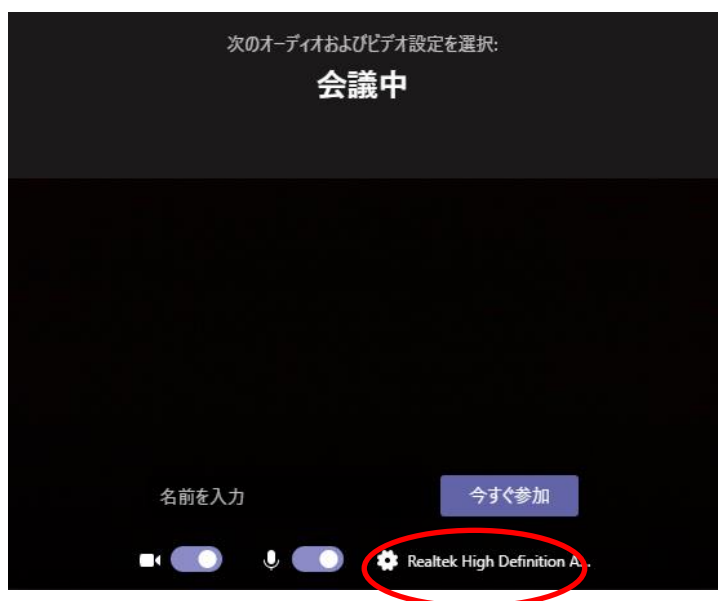 次のオーディオおよびビデオ設定を選択:
会議中
名前を入力
今すぐ参加
Realtek High Definition A...